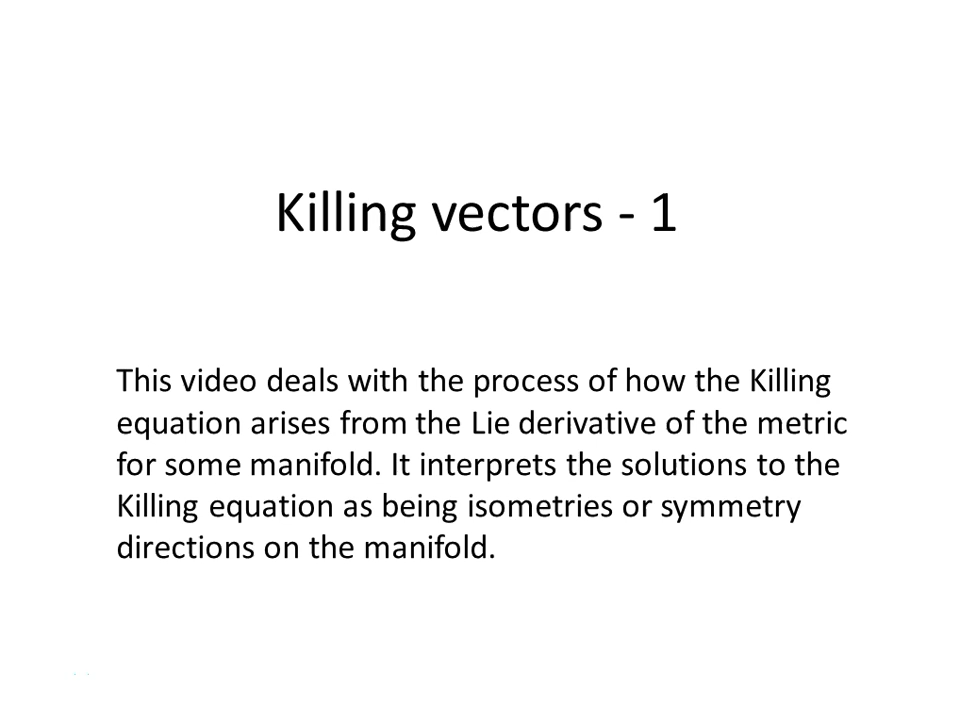 Killing vectors - 1
This video deals with the process of how the Killing
equation arises from the Lie derivative of the metric
for some manifold. It interprets the solutions to the
Killing equation as being isometries or symmetry
directions on the manifold.